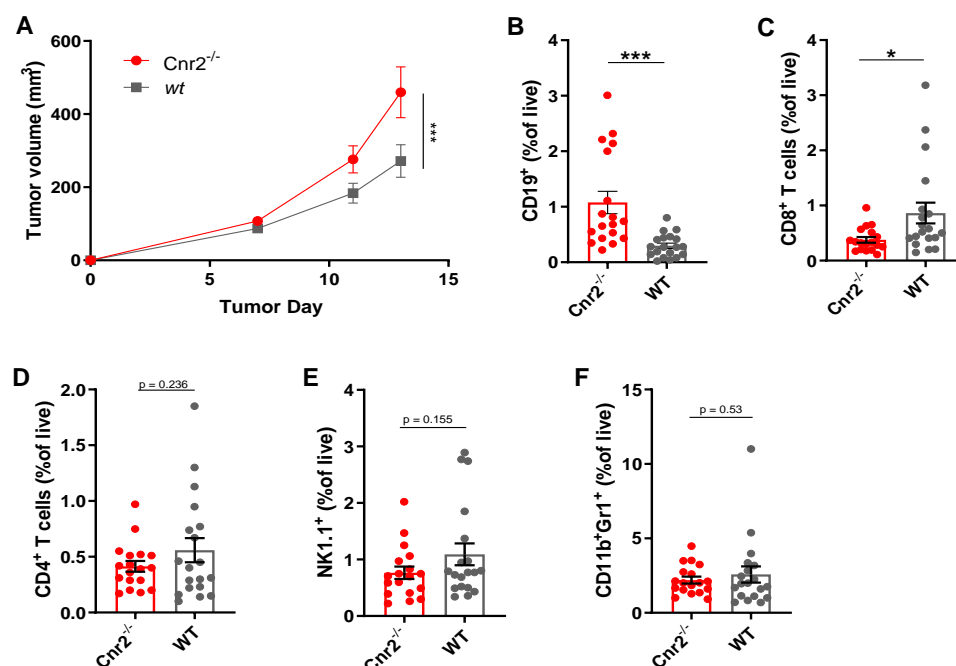 A
Tumor volume (mm³)
600
400
200
0
0
5
10
15
Tumor Day
Cnr2⁻/⁻
wt
***
B
CD19⁺ (%of live)
4
3
2
1
0
***
Cnr2⁻/⁻
WT
C
CD8⁺ T cells (%of live)
4
3
2
1
0
*
Cnr2⁻/⁻
WT
D
CD4⁺ T cells (%of live)
2.0
1.5
1.0
0.5
0.0
p = 0.236
Cnr2⁻/⁻
WT
E
NK1.1⁺ (%of live)
4
3
2
1
0
p = 0.155
Cnr2⁻/⁻
WT
F
CD11b⁺Gr1⁺ (%of live)
15
10
5
0
p = 0.53
Cnr2⁻/⁻
WT